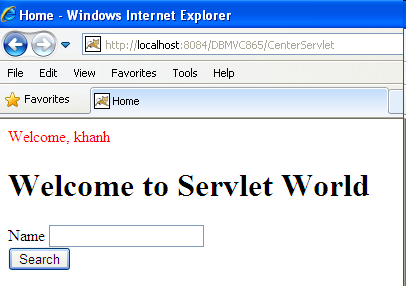 Home - Windows Internet Explorer
http://localhost:8084/DBMVC865/CenterServlet
File Edit View Favorites Tools Help
Favorites Home
Welcome, khanh
Welcome to Servlet World
Name
Search